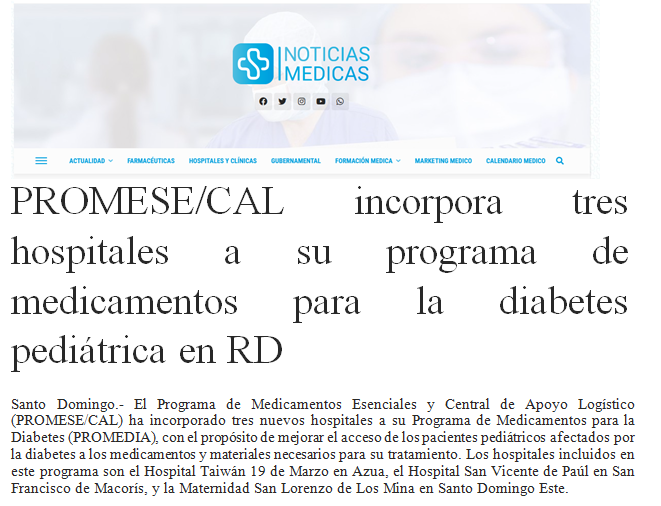 NOTICIAS
MEDICAS
ACTUALIDAD FARMACÉUTICAS HOSPITALES Y CLÍNICAS GUBERNAMENTAL FORMACIÓN MEDICA MARKETING MEDICO CALENDARIO MEDICO
PROMESE/CAL incorpora tres
hospitales a su programa de
medicamentos para la diabetes
pediátrica en RD
Santo Domingo.- El Programa de Medicamentos Esenciales y Central de Apoyo Logístico
(PROMESE/CAL) ha incorporado tres nuevos hospitales a su Programa de Medicamentos para la
Diabetes (PROMEDIA), con el propósito de mejorar el acceso de los pacientes pediátricos afectados por
la diabetes a los medicamentos y materiales necesarios para su tratamiento. Los hospitales incluidos en
este programa son el Hospital Taiwán 19 de Marzo en Azua, el Hospital San Vicente de Paúl en San
Francisco de Macorís, y la Maternidad San Lorenzo de Los Mina en Santo Domingo Este.